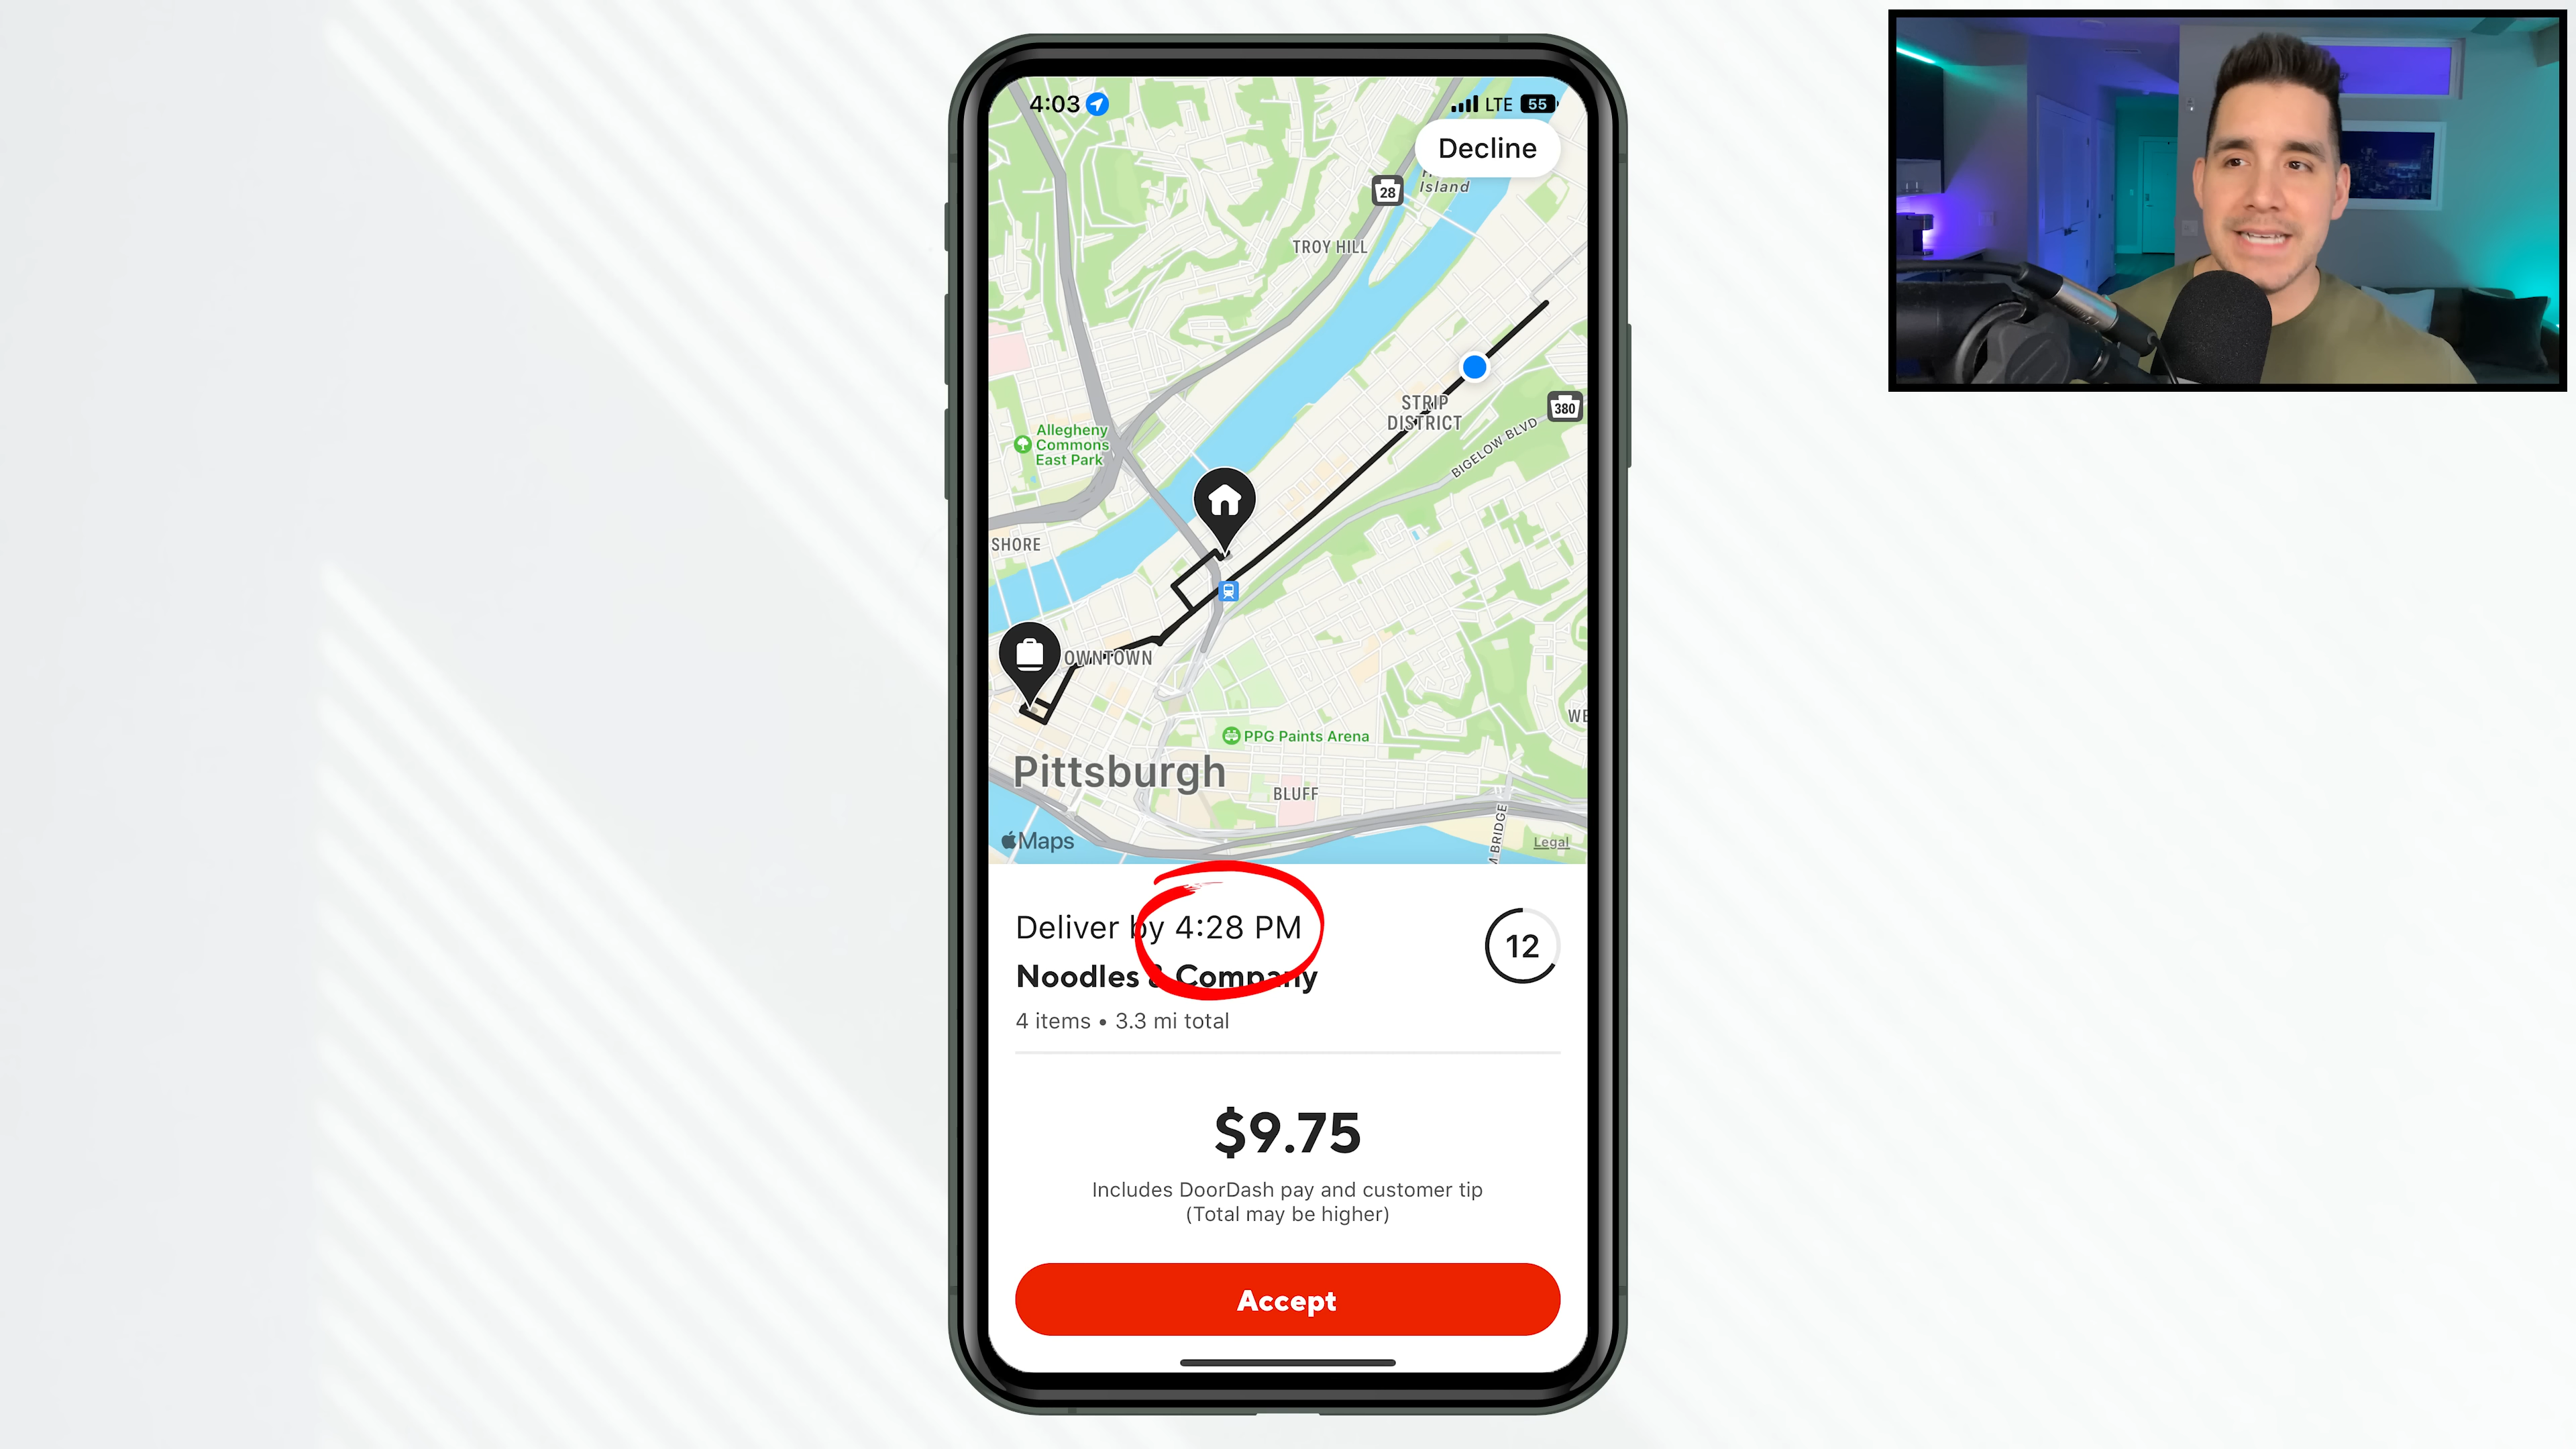 4:03
LTE 55
Decline
Island
28
TROY HILL
380
STRIP
DISTRICT
BIGELOW BLVD
Allegheny
Commons
East Park
SHORE
OWNTOWN
WE
PPG Paints Arena
Pittsburgh
BLUFF
BRIDGE
Maps
Legal
Deliver by 4:28 PM
12
Noodles & Company
4 items • 3.3 mi total
$9.75
Includes DoorDash pay and customer tip
(Total may be higher)
Accept